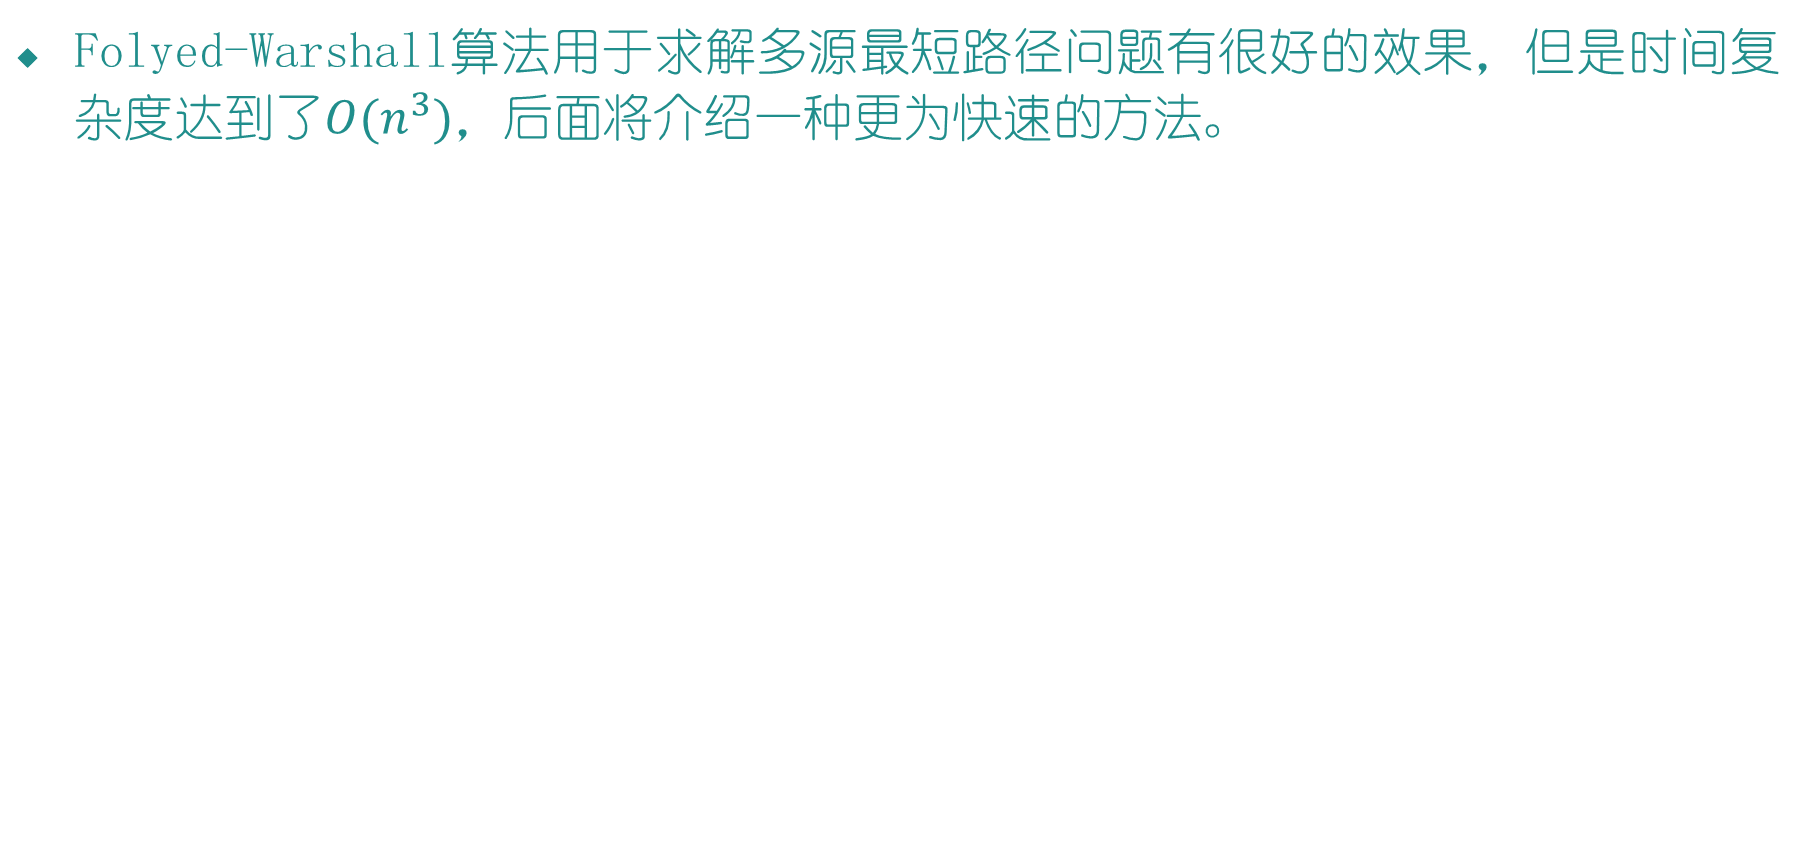 ◆ Folyed-Warshall算法用于求解多源最短路径问题有很好的效果，但是时间复
杂度达到了O(n³)，后面将介绍一种更为快速的方法。